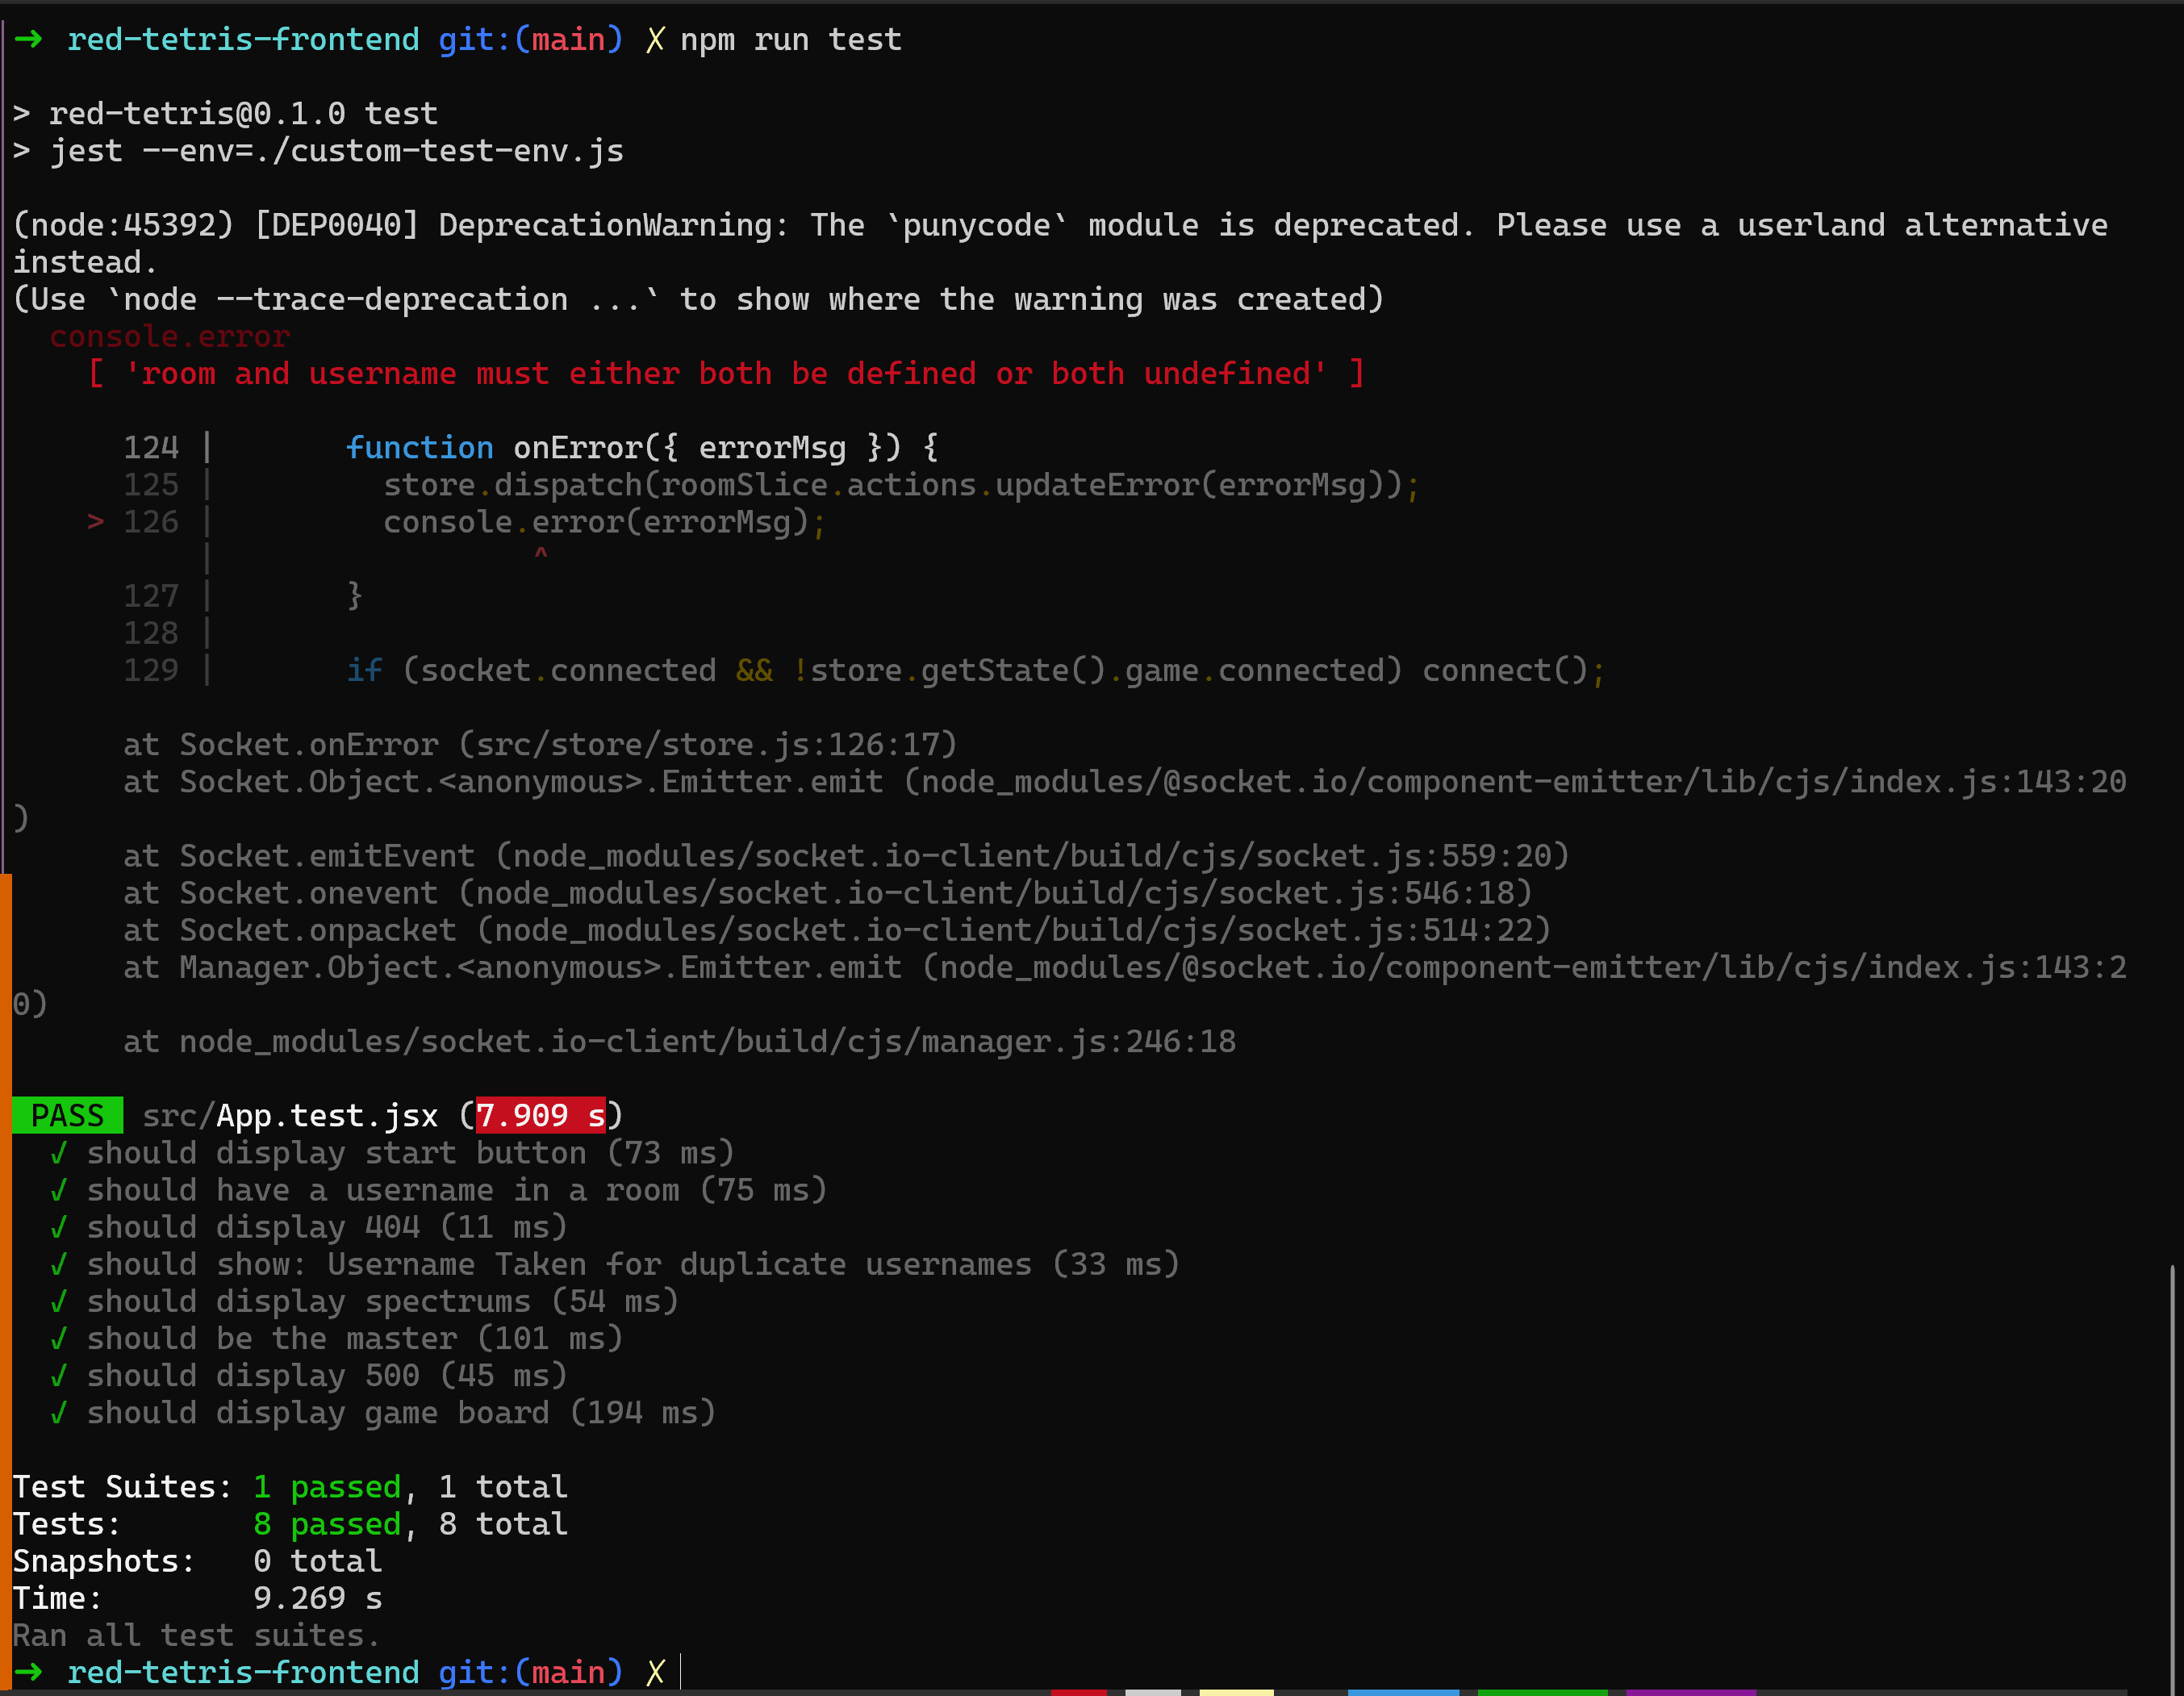 → red-tetris-frontend git:(main) ✗ npm run test
> red-tetris@0.1.0 test
> jest --env=./custom-test-env.js
(node:45392) [DEP0040] DeprecationWarning: The `punycode` module is deprecated. Please use a userland alternative
instead.
(Use `node --trace-deprecation ...` to show where the warning was created)
console.error
[ 'room and username must either both be defined or both undefined' ]
124 | function onError({ errorMsg }) {
125 | store.dispatch(roomSlice.actions.updateError(errorMsg));
> 126 | console.error(errorMsg);
| ^
127 | }
128 |
129 | if (socket.connected && !store.getState().game.connected) connect();
at Socket.onError (src/store/store.js:126:17)
at Socket.Object.<anonymous>.Emitter.emit (node_modules/@socket.io/component-emitter/lib/cjs/index.js:143:20
)
at Socket.emitEvent (node_modules/socket.io-client/build/cjs/socket.js:559:20)
at Socket.onevent (node_modules/socket.io-client/build/cjs/socket.js:546:18)
at Socket.onpacket (node_modules/socket.io-client/build/cjs/socket.js:514:22)
at Manager.Object.<anonymous>.Emitter.emit (node_modules/@socket.io/component-emitter/lib/cjs/index.js:143:2
0)
at node_modules/socket.io-client/build/cjs/manager.js:246:18
PASS src/App.test.jsx (7.909 s)
√ should display start button (73 ms)
√ should have a username in a room (75 ms)
√ should display 404 (11 ms)
√ should show: Username Taken for duplicate usernames (33 ms)
√ should display spectrums (54 ms)
√ should be the master (101 ms)
√ should display 500 (45 ms)
√ should display game board (194 ms)
Test Suites: 1 passed, 1 total
Tests: 8 passed, 8 total
Snapshots: 0 total
Time: 9.269 s
Ran all test suites.
→ red-tetris-frontend git:(main) ✗